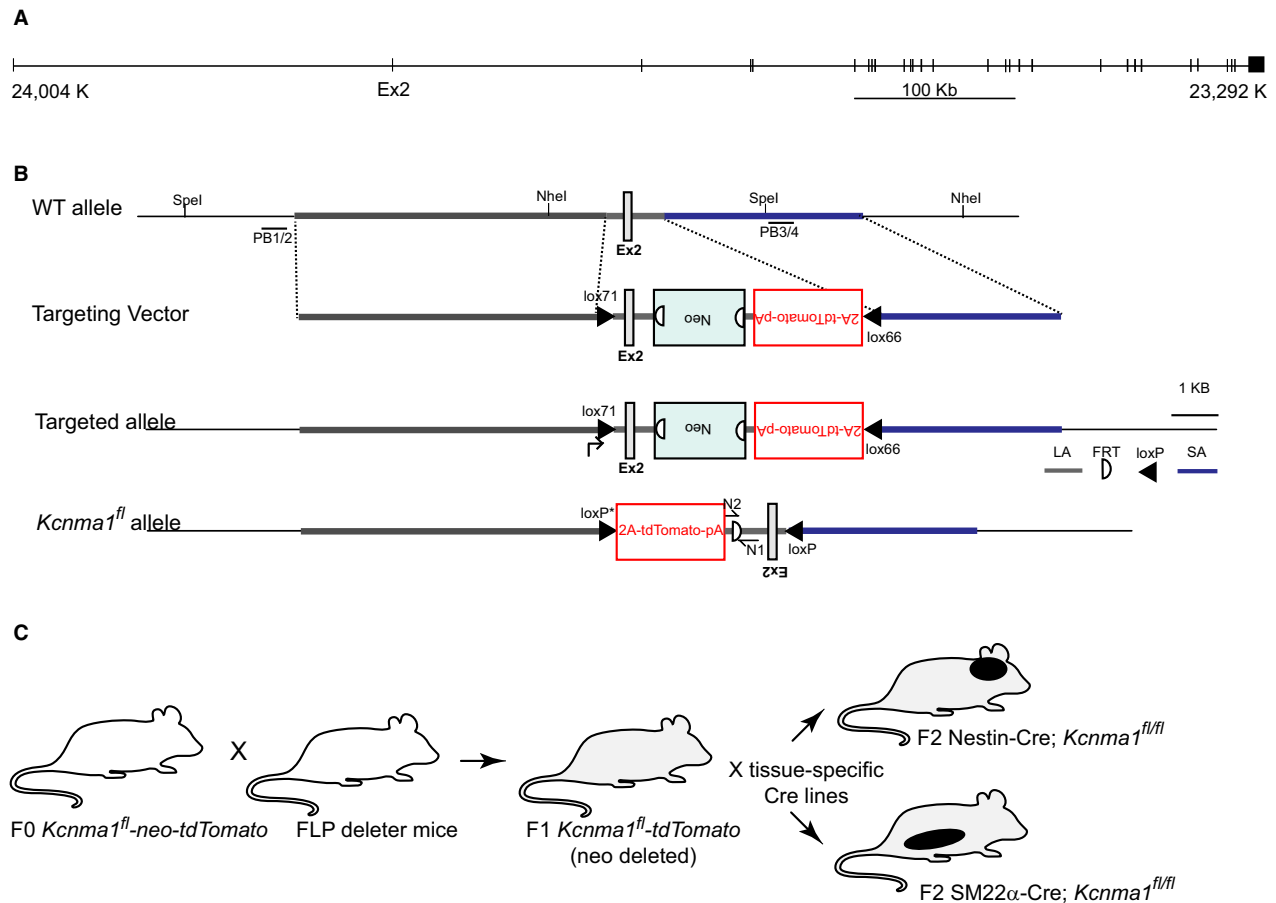 A
24,004 K
Ex2
100 Kb
23,292 K
B
WT allele
SpeI
NheI
SpeI
NheI
PB1/2
Ex2
PB3/4
Targeting Vector
lox71
Neo
2A-tdTomato-pA
lox66
Ex2
Targeted allele
lox71
Neo
2A-tdTomato-pA
lox66
Ex2
1 KB
LA
FRT
loxP
SA
Kcnma1fl allele
loxP*
2A-tdTomato-pA
N2
N1
loxP
Ex2
C
X
F0 Kcnma1fl-neo-tdTomato
FLP deleter mice
F1 Kcnma1fl-tdTomato
(neo deleted)
X tissue-specific
Cre lines
F2 Nestin-Cre; Kcnma1fl/fl
F2 SM22α-Cre; Kcnma1fl/fl